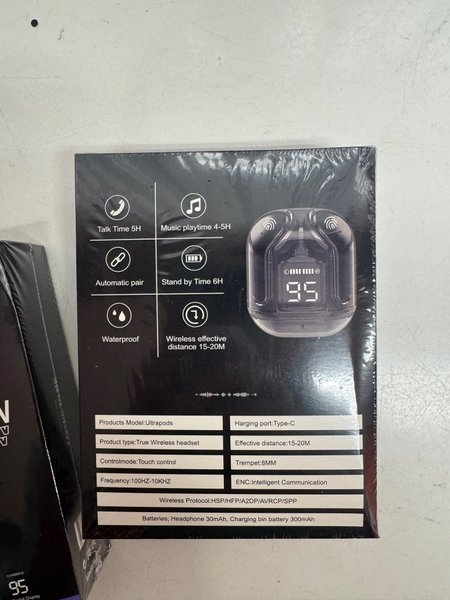 Talk Time 5H
Music playtime 4-5H
Automatic pair
Stand by Time 6H
Waterproof
Wireless effective
distance 15-20M
95
Products Model:Ultrapods
Harging port:Type-C
Product type:True Wireless headset
Effective distance:15-20M
Controlmode:Touch control
Trempet:8MM
Frequency:100HZ-10KHZ
ENC:Intelligent Communication
Wireless Protocol:HSP/HFP/A2DP/AVRCP/SPP
Batteries; Headphone 30mAh, Charging bin battery 300mAh
95
Display